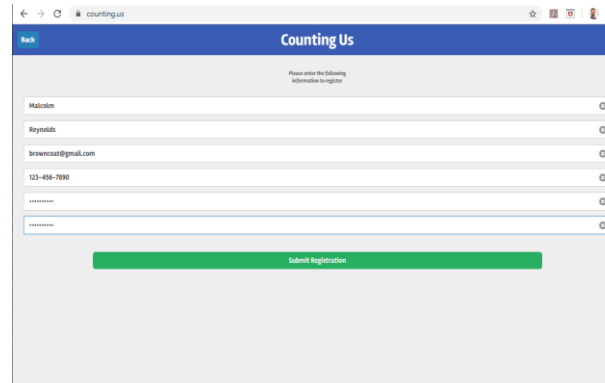 counting.us
Back
Counting Us
Please enter the following
information to register
Malcolm
Reynolds
browncoat@gmail.com
123-456-7890
••••••••••
••••••••••
Submit Registration